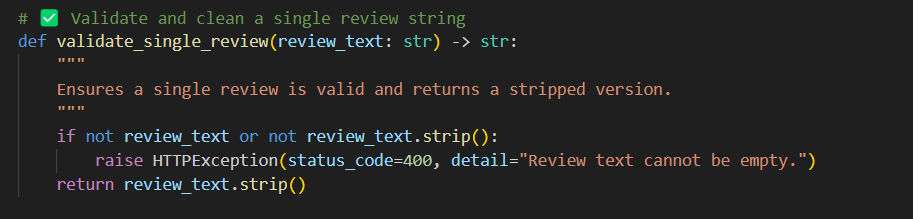 # ✅ Validate and clean a single review string
def validate_single_review(review_text: str) -> str:
    """
    Ensures a single review is valid and returns a stripped version.
    """
    if not review_text or not review_text.strip():
        raise HTTPException(status_code=400, detail="Review text cannot be empty.")
    return review_text.strip()